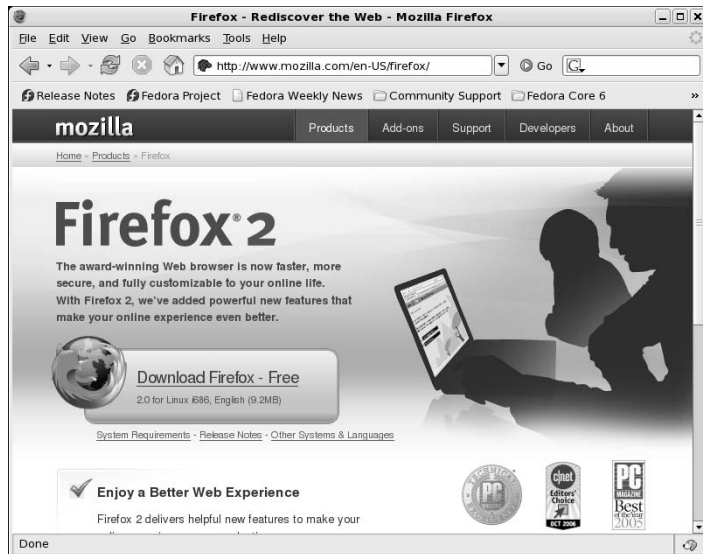 Firefox - Rediscover the Web - Mozilla Firefox
File Edit View Go Bookmarks Tools Help
http://www.mozilla.com/en-US/firefox/ Go G
Release Notes Fedora Project Fedora Weekly News Community Support Fedora Core 6 »
mozilla Products Add-ons Support Developers About
Home » Products » Firefox
Firefox® 2
The award-winning Web browser is now faster, more
secure, and fully customizable to your online life.
With Firefox 2, we've added powerful new features that
make your online experience even better.
Download Firefox - Free
2.0 for Linux i686, English (9.2MB)
System Requirements - Release Notes - Other Systems & Languages
Enjoy a Better Web Experience
Firefox 2 delivers helpful new features to make your
TECHNICAL
PC
EXCELLENCE
c|net
Editors'
Choice
OCT 2006
PC
MAGAZINE
Best
of the year
2005
Done